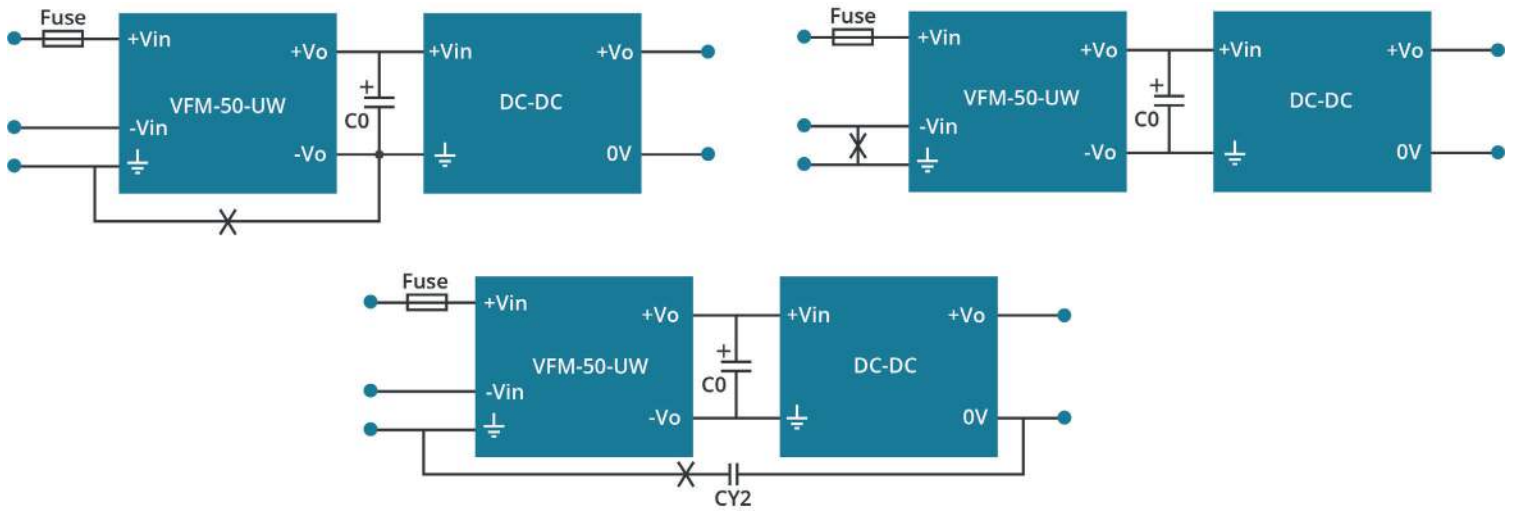 Fuse
+Vin
+Vo
+Vin
+Vo
VFM-50-UW
+
C0
DC-DC
-Vin
-Vo
0V
Fuse
+Vin
+Vo
+Vin
+Vo
VFM-50-UW
+
C0
DC-DC
-Vin
-Vo
0V
Fuse
+Vin
+Vo
+Vin
+Vo
VFM-50-UW
+
C0
DC-DC
-Vin
-Vo
0V
CY2